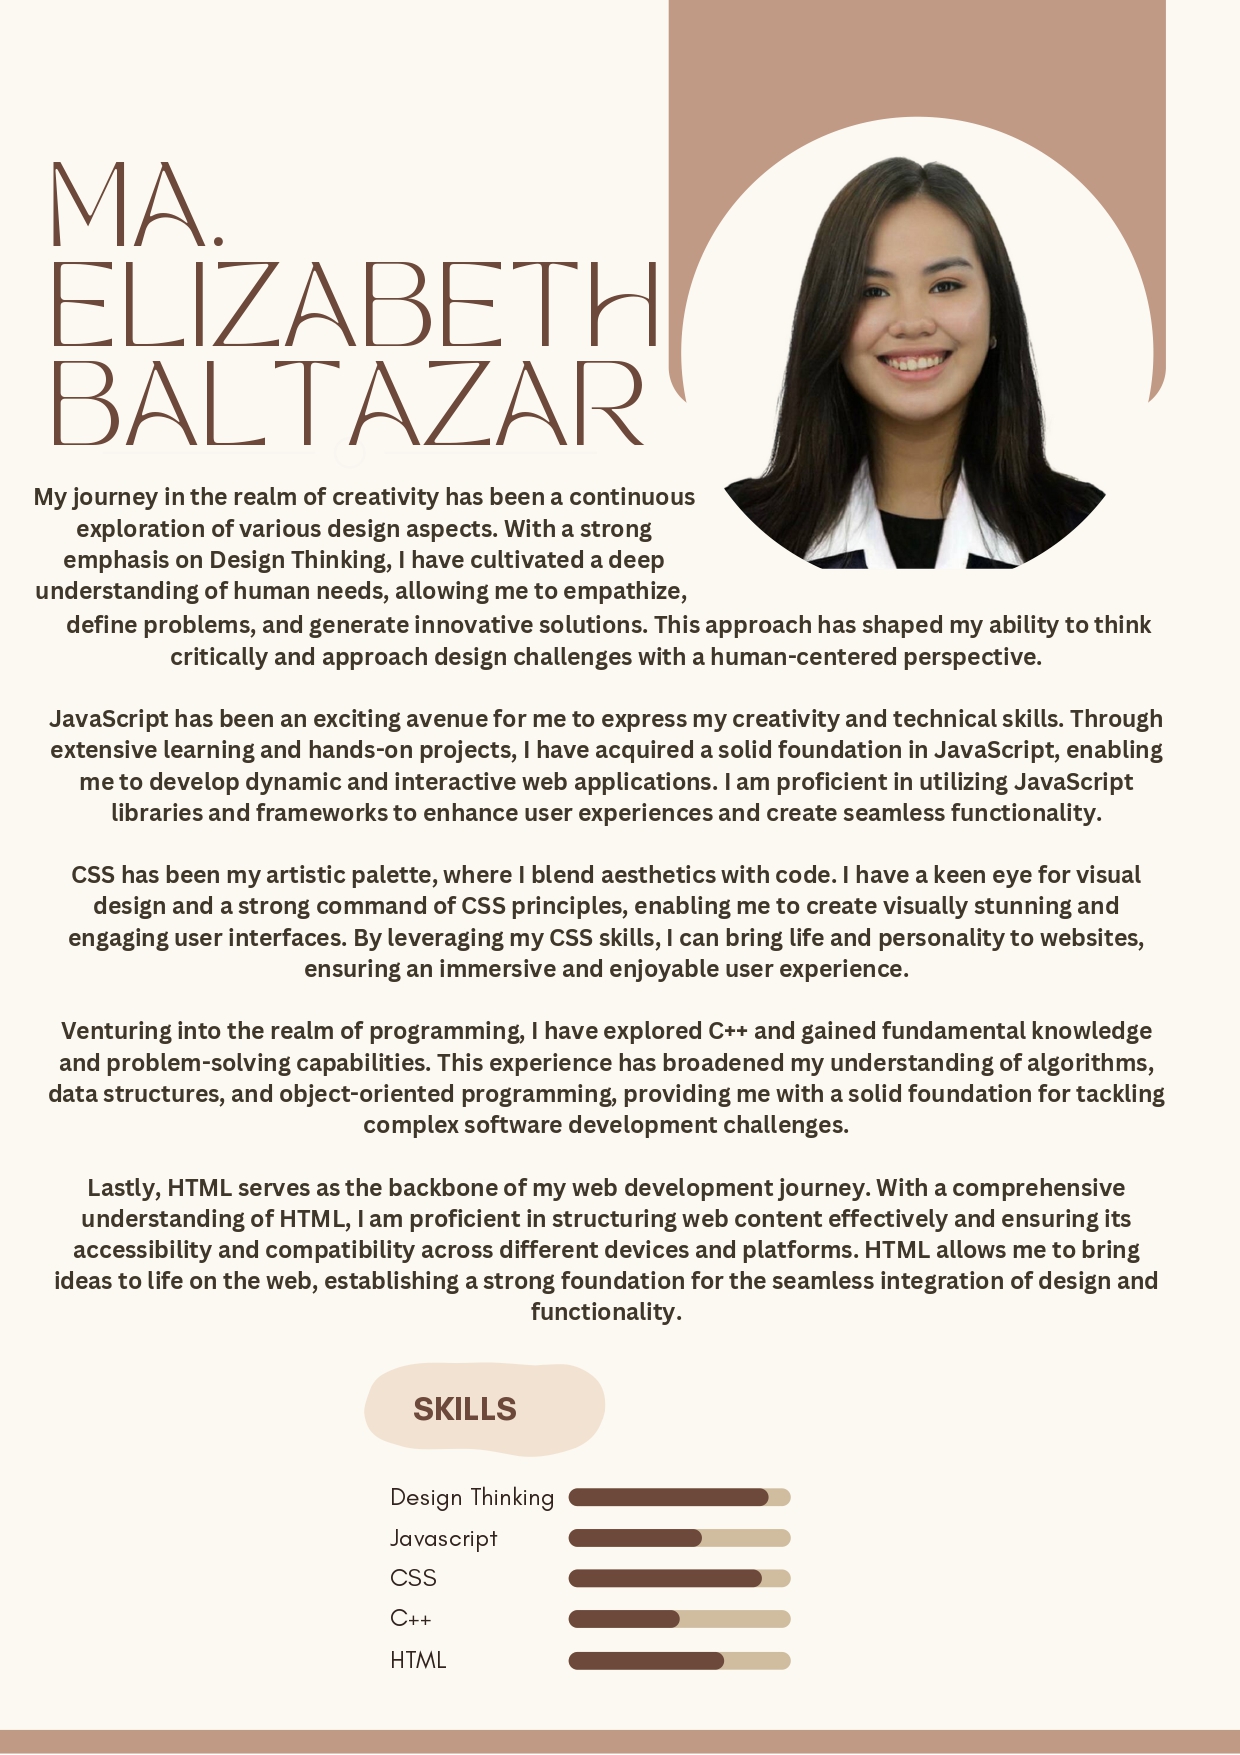 MA.
ELIZABETH
BALTAZAR
My journey in the realm of creativity has been a continuous
exploration of various design aspects. With a strong
emphasis on Design Thinking, I have cultivated a deep
understanding of human needs, allowing me to empathize,
define problems, and generate innovative solutions. This approach has shaped my ability to think
critically and approach design challenges with a human-centered perspective.
JavaScript has been an exciting avenue for me to express my creativity and technical skills. Through
extensive learning and hands-on projects, I have acquired a solid foundation in JavaScript, enabling
me to develop dynamic and interactive web applications. I am proficient in utilizing JavaScript
libraries and frameworks to enhance user experiences and create seamless functionality.
CSS has been my artistic palette, where I blend aesthetics with code. I have a keen eye for visual
design and a strong command of CSS principles, enabling me to create visually stunning and
engaging user interfaces. By leveraging my CSS skills, I can bring life and personality to websites,
ensuring an immersive and enjoyable user experience.
Venturing into the realm of programming, I have explored C++ and gained fundamental knowledge
and problem-solving capabilities. This experience has broadened my understanding of algorithms,
data structures, and object-oriented programming, providing me with a solid foundation for tackling
complex software development challenges.
Lastly, HTML serves as the backbone of my web development journey. With a comprehensive
understanding of HTML, I am proficient in structuring web content effectively and ensuring its
accessibility and compatibility across different devices and platforms. HTML allows me to bring
ideas to life on the web, establishing a strong foundation for the seamless integration of design and
functionality.
SKILLS
Design Thinking
Javascript
CSS
C++
HTML